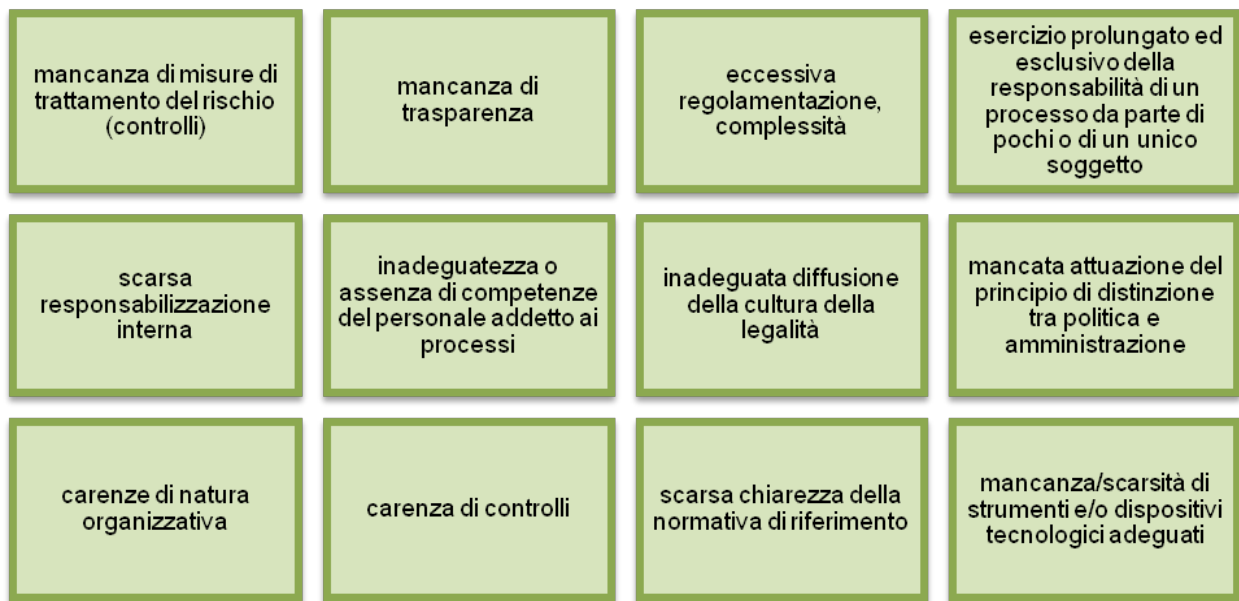 mancanza di misure di
trattamento del rischio
(controlli)
mancanza di
trasparenza
eccessiva
regolamentazione,
complessità
esercizio prolungato ed
esclusivo della
responsabilità di un
processo da parte di
pochi o di un unico
soggetto
scarsa
responsabilizzazione
interna
inadeguatezza o
assenza di competenze
del personale addetto ai
processi
inadeguata diffusione
della cultura della
legalità
mancata attuazione del
principio di distinzione
tra politica e
amministrazione
carenze di natura
organizzativa
carenza di controlli
scarsa chiarezza della
normativa di riferimento
mancanza/scarsità di
strumenti e/o dispositivi
tecnologici adeguati